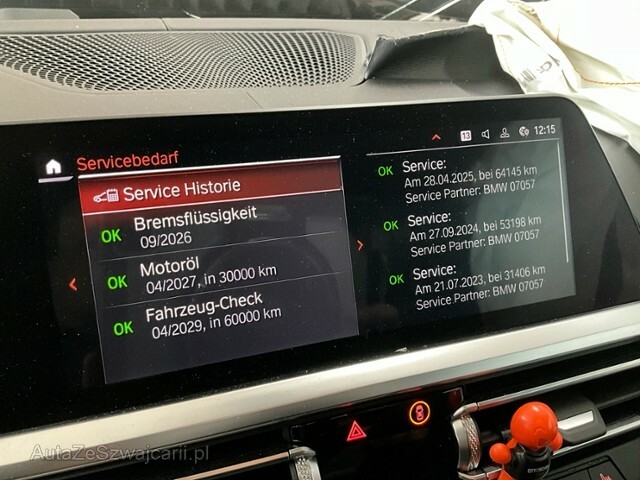 Servicebedarf
13
12:15
Service Historie
OK Bremsflüssigkeit
09/2026
OK Motoröl
04/2027, in 30000 km
OK Fahrzeug-Check
04/2029, in 60000 km
OK Service:
Am 28.04.2025, bei 64145 km
Service Partner: BMW 07057
OK Service:
Am 27.09.2024, bei 53198 km
Service Partner: BMW 07057
OK Service:
Am 21.07.2023, bei 31406 km
Service Partner: BMW 07057
AutaZeSzwajcarii.pl